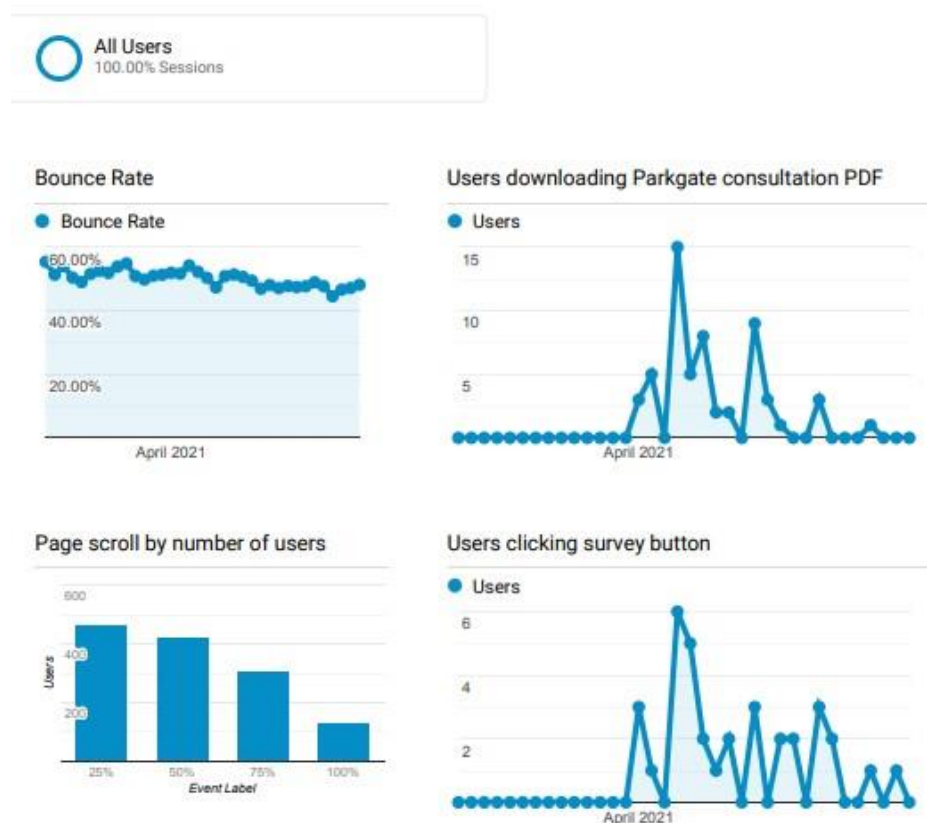 All Users
100.00% Sessions
Bounce Rate
Bounce Rate
60.00%
40.00%
20.00%
April 2021
Users downloading Parkgate consultation PDF
Users
15
10
5
April 2021
Page scroll by number of users
600
400
200
Users
25% 50% 75% 100%
Event Label
Users clicking survey button
Users
6
4
2
April 2021